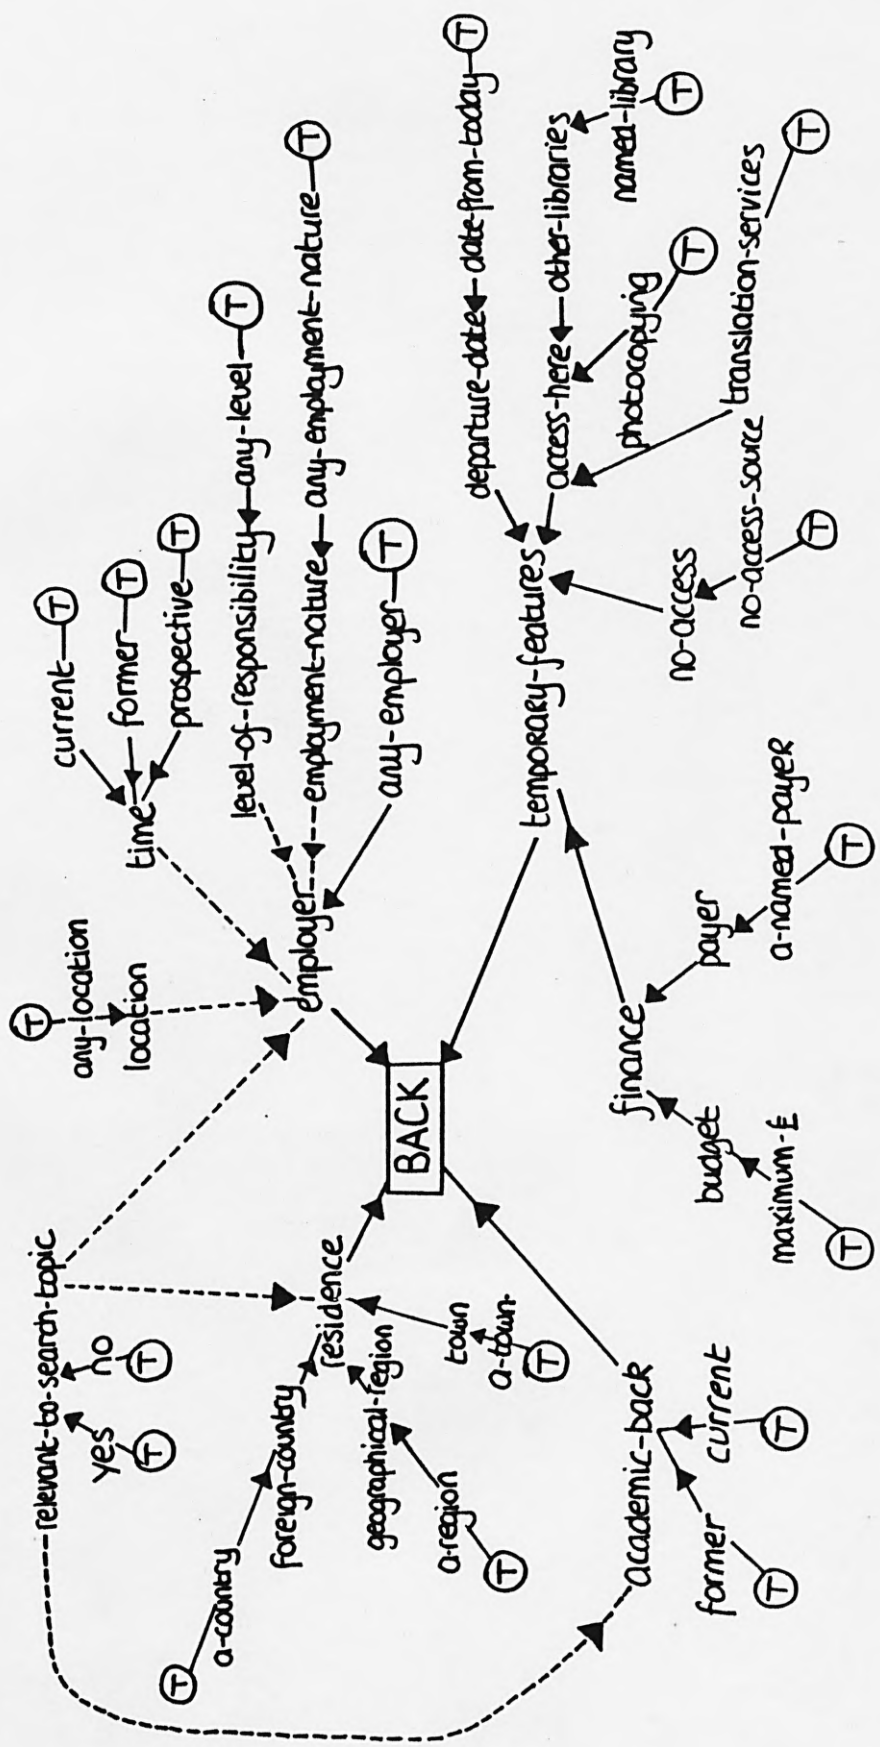 relevant-to-search-topic
yes
T
no
T
T
any-location
location
current
T
time
former
T
prospective
T
level-of-responsibility
any-level
T
T
a-country
foreign-country
residence
employer
employment-nature
any-employment-nature
T
geographical-region
any-employer
T
a-region
T
town
a-town.
T
BACK
departure-date
date-from-today
T
temporary-features
access-here
other-libraries
named-library
T
photocopying
T
translation-services
T
no-access
no-access-source
T
academic-back
former
T
current
T
finance
budget
maximum-£
T
payer
a-named-payer
T